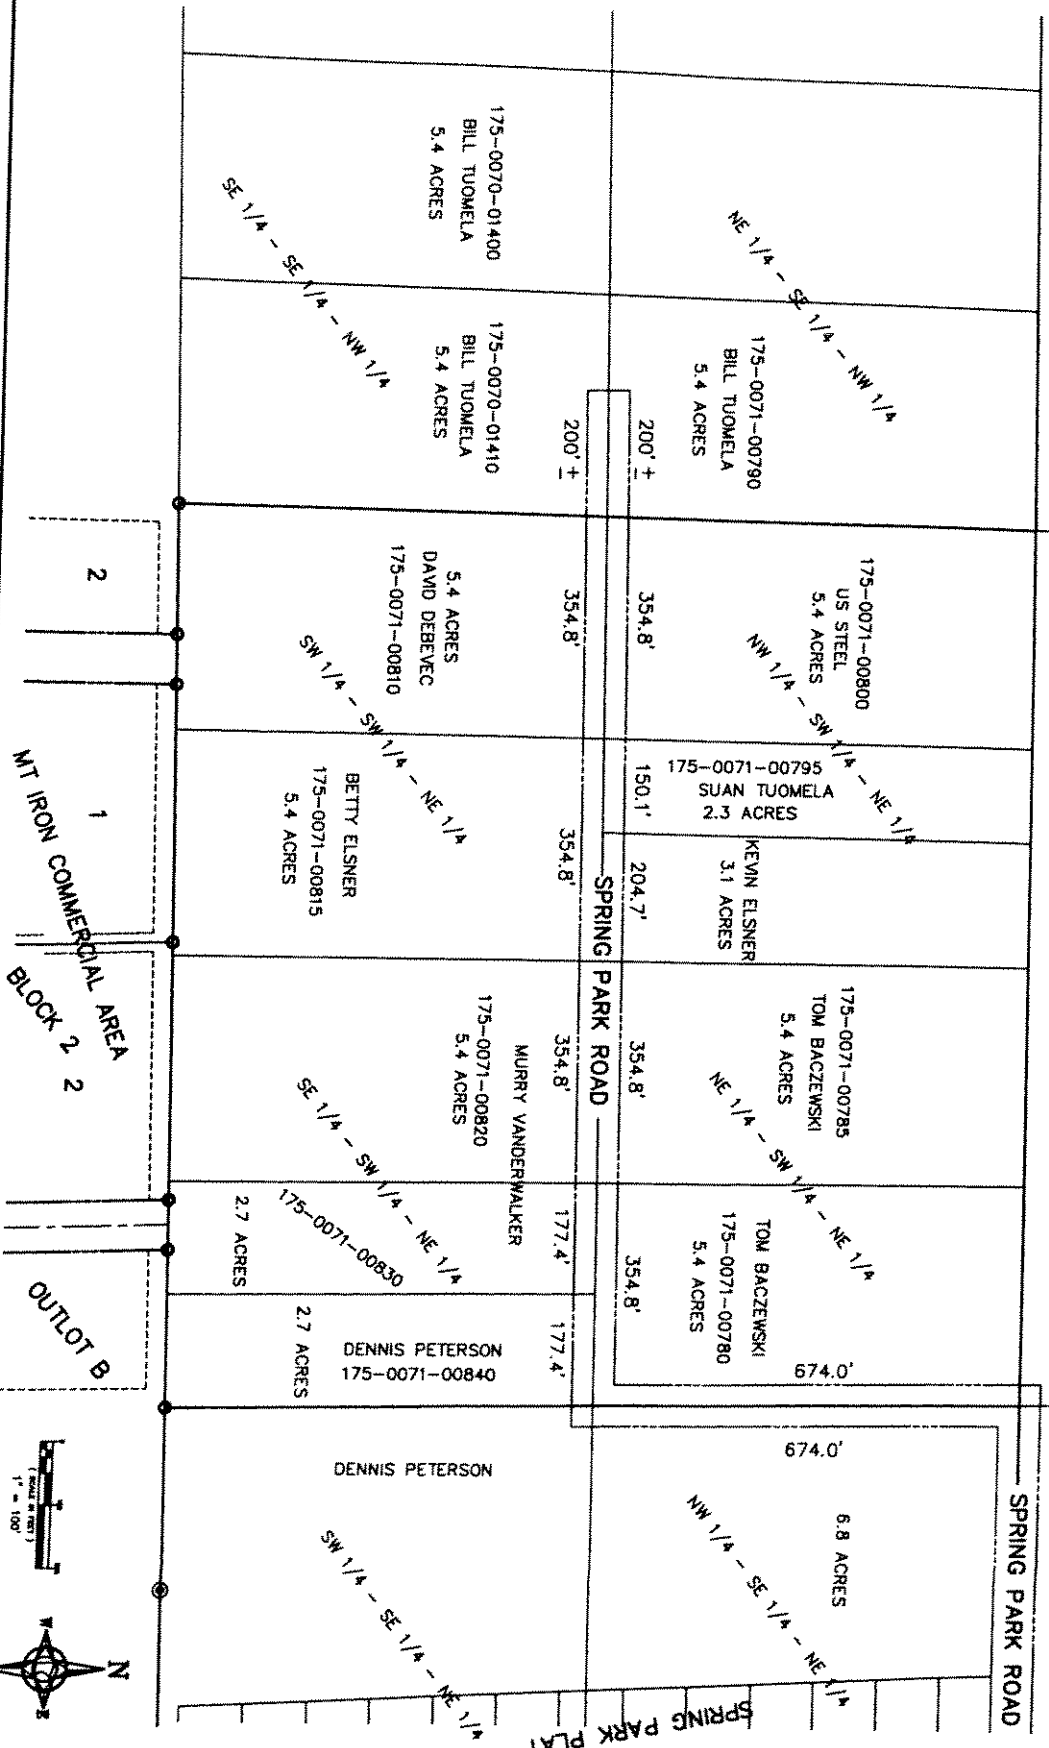 175-0070-01400
BILL TUOMELA
5.4 ACRES
SE 1/4 - SE 1/4 - NW 1/4
NE 1/4 - SE 1/4 - NW 1/4
175-0070-01410
BILL TUOMELA
5.4 ACRES
175-0071-00790
BILL TUOMELA
5.4 ACRES
200' ±
200' ±
175-0071-00800
US STEEL
5.4 ACRES
NW 1/4 - SW 1/4 - NE 1/4
354.8'
354.8'
5.4 ACRES
DAVID DEBEVEC
175-0071-00810
SW 1/4 - SW 1/4 - NE 1/4
175-0071-00795
SUAN TUOMELA
2.3 ACRES
150.1'
KEVIN ELSNER
3.1 ACRES
204.7'
354.8'
BETTY ELSNER
175-0071-00815
5.4 ACRES
SPRING PARK ROAD
175-0071-00785
TOM BACZEWSKI
5.4 ACRES
NE 1/4 - SW 1/4 - NE 1/4
354.8'
354.8'
MURRY VANDERWALKER
175-0071-00820
5.4 ACRES
SE 1/4 - SW 1/4 - NE 1/4
TOM BACZEWSKI
175-0071-00780
5.4 ACRES
354.8'
177.4'
175-0071-00830
2.7 ACRES
177.4'
DENNIS PETERSON
175-0071-00840
2.7 ACRES
674.0'
674.0'
DENNIS PETERSON
SW 1/4 - SE 1/4 - NE 1/4
6.8 ACRES
NW 1/4 - SE 1/4 - NE 1/4
SPRING PARK ROAD
SPRING PARK PLAT
2
1
MT IRON COMMERCIAL AREA
BLOCK 2
2
OUTLOT B
( SCALE IN FEET )
1" = 100'
N
W
E